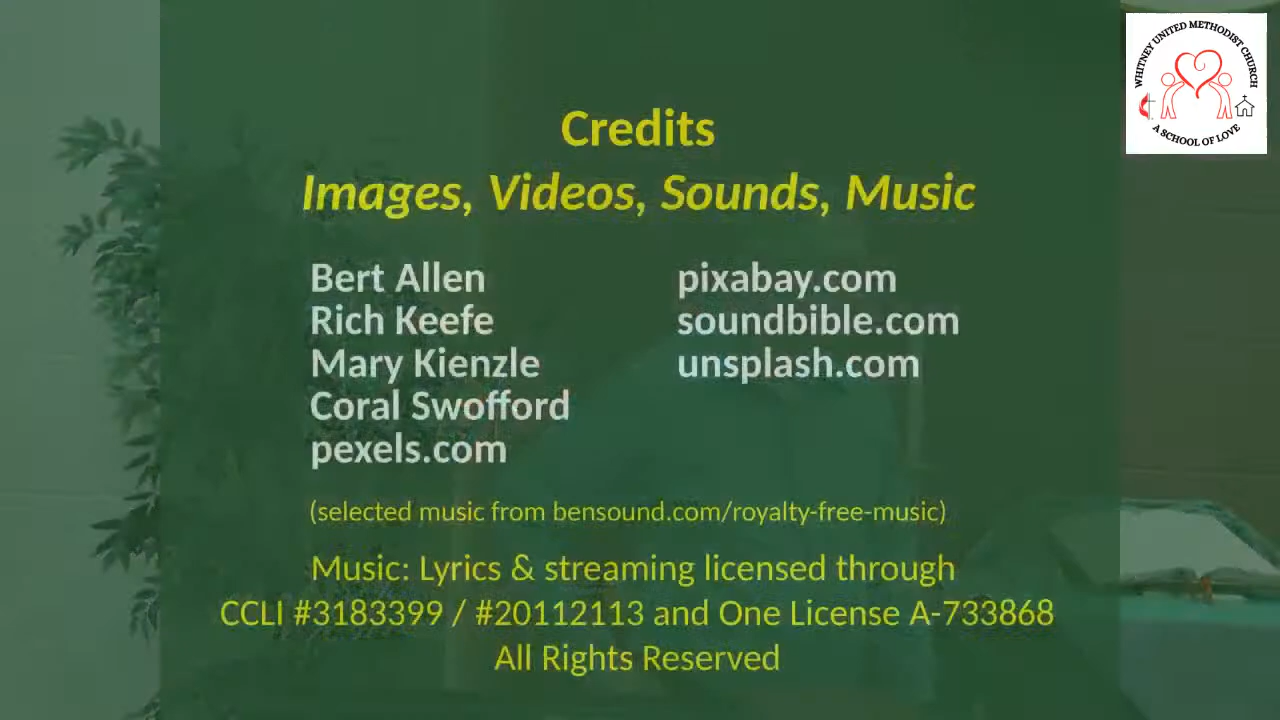 Credits
Images, Videos, Sounds, Music
Bert Allen
Rich Keefe
Mary Kienzle
Coral Swofford
pexels.com
pixabay.com
soundbible.com
unsplash.com
(selected music from bensound.com/royalty-free-music)
Music: Lyrics & streaming licensed through
CCLI #3183399 / #20112113 and One License A-733868
All Rights Reserved
WHITNEY UNITED METHODIST CHURCH
A SCHOOL OF LOVE